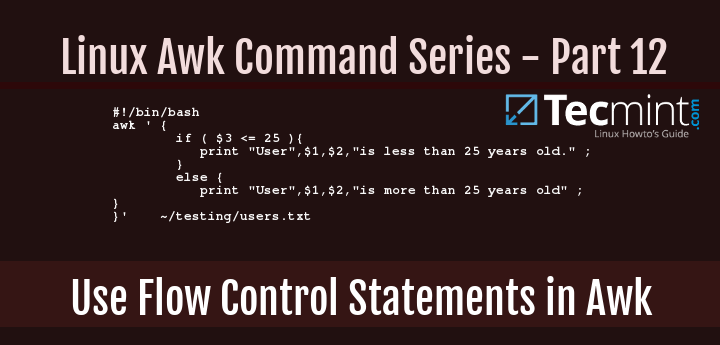 Linux Awk Command Series - Part 12
Tecmint.com
Linux Howto's Guide
#!/bin/bash
awk ' {
        if ( $3 <= 25 ){
           print "User",$1,$2,"is less than 25 years old." ;
        }
        else {
           print "User",$1,$2,"is more than 25 years old" ;
}
}'    ~/testing/users.txt
Use Flow Control Statements in Awk